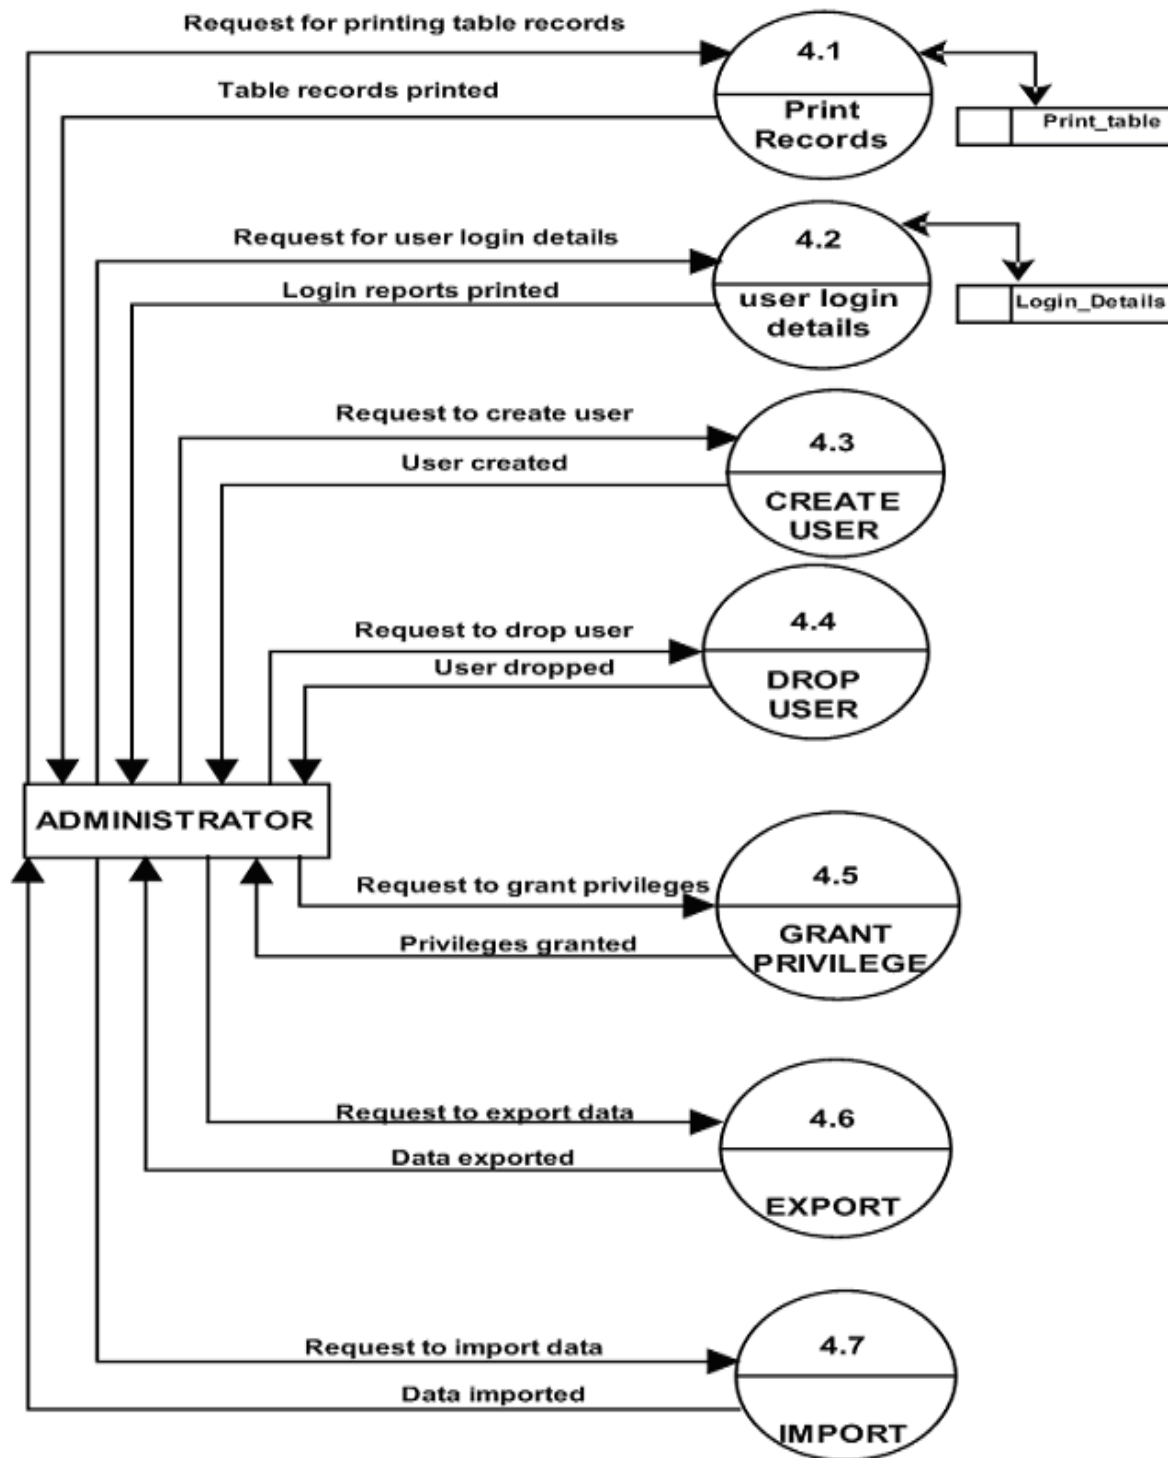 Request for printing table records
4.1
Table records printed
Print
Records
Print_table
Request for user login details
4.2
Login reports printed
user login
details
Login_Details
Request to create user
4.3
User created
CREATE
USER
Request to drop user
4.4
User dropped
DROP
USER
ADMINISTRATOR
Request to grant privileges
4.5
Privileges granted
GRANT
PRIVILEGE
Request to export data
4.6
Data exported
EXPORT
Request to import data
4.7
Data imported
IMPORT